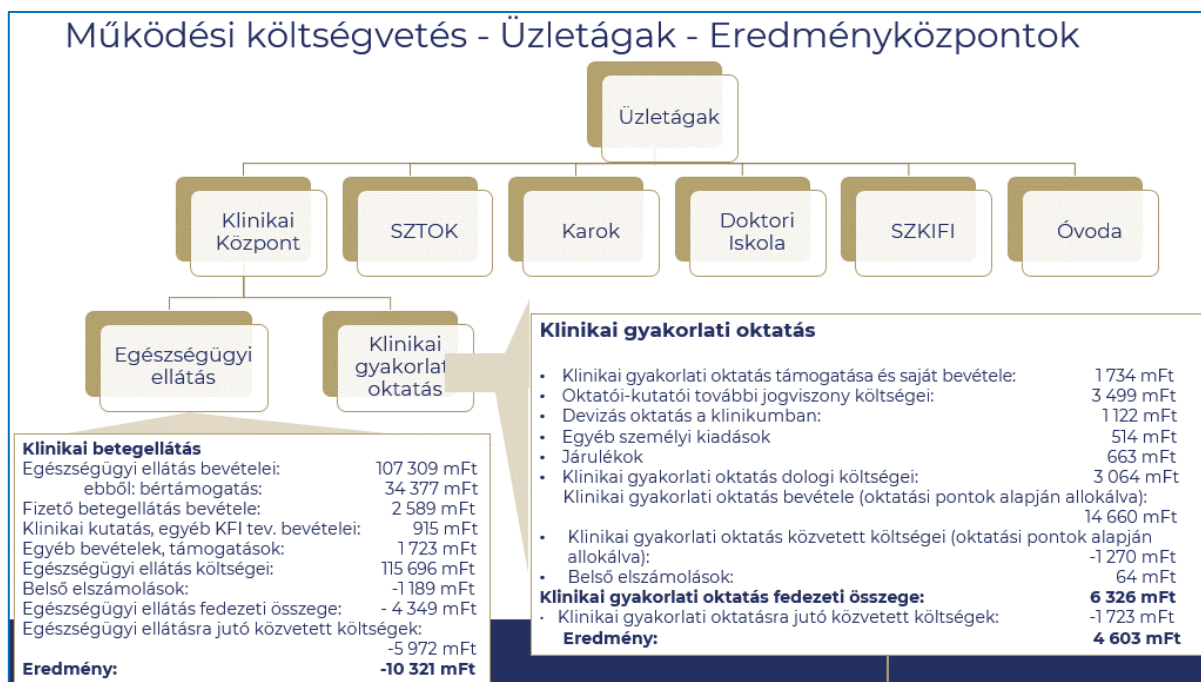 Működési költségvetés - Üzletágak - Eredményközpontok
Üzletágak
Klinikai
Központ
SZTOK
Karok
Doktori
Iskola
SZKIFI
Óvoda
Egészségügyi
ellátás
Klinikai
gyakorlati
oktatás
Klinikai betegellátás
Egészségügyi ellátás bevételei: 107 309 mFt
ebből: bértámogatás: 34 377 mFt
Fizető betegellátás bevétele: 2 589 mFt
Klinikai kutatás, egyéb KFI tev. bevételei: 915 mFt
Egyéb bevételek, támogatások: 1 723 mFt
Egészségügyi ellátás költségei: 115 696 mFt
Belső elszámolások: -1 189 mFt
Egészségügyi ellátás fedezeti összege: - 4 349 mFt
Egészségügyi ellátásra jutó közvetett költségek:
-5 972 mFt
Eredmény: -10 321 mFt
Klinikai gyakorlati oktatás
• Klinikai gyakorlati oktatás támogatása és saját bevétele: 1 734 mFt
• Oktatói-kutatói további jogviszony költségei: 3 499 mFt
• Devizás oktatás a klinikumban: 1 122 mFt
• Egyéb személyi kiadások 514 mFt
• Járulékok 663 mFt
• Klinikai gyakorlati oktatás dologi költségei: 3 064 mFt
Klinikai gyakorlati oktatás bevétele (oktatási pontok alapján allokálva):
14 660 mFt
• Klinikai gyakorlati oktatás közvetett költségei (oktatási pontok alapján
allokálva): -1 270 mFt
• Belső elszámolások: 64 mFt
Klinikai gyakorlati oktatás fedezeti összege: 6 326 mFt
• Klinikai gyakorlati oktatásra jutó közvetett költségek: -1 723 mFt
Eredmény: 4 603 mFt